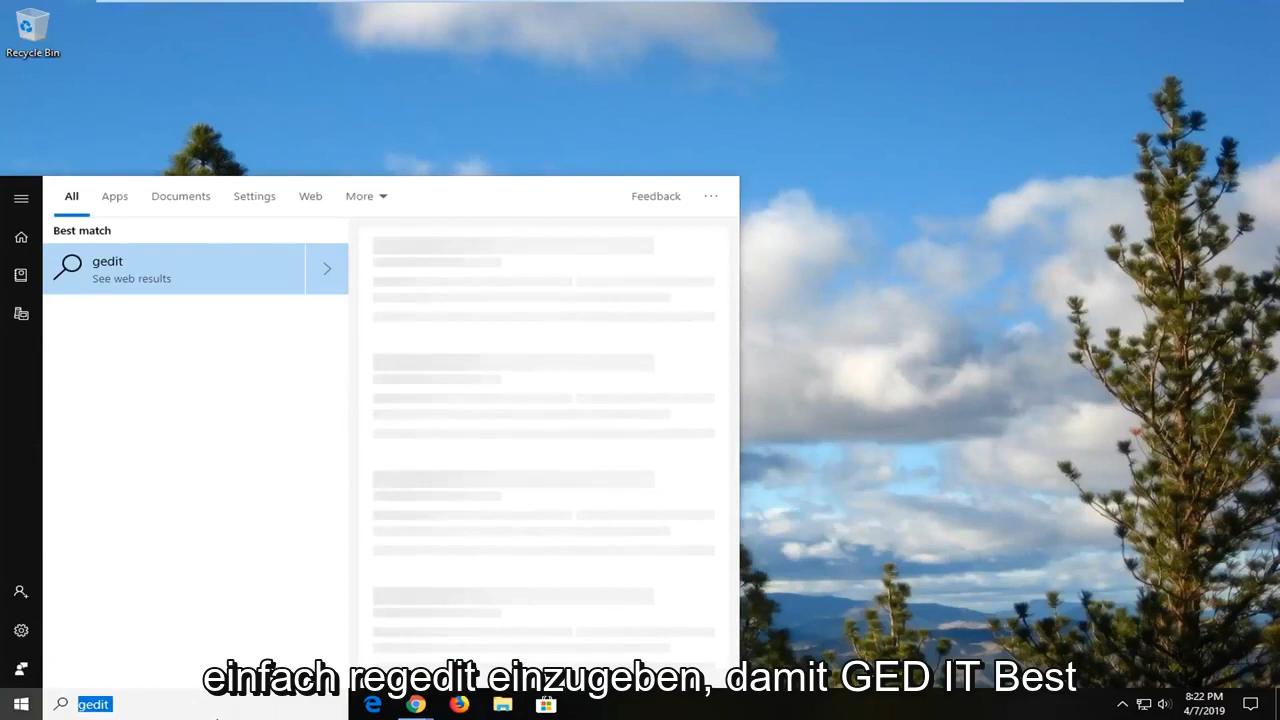 Recycle Bin
All Apps Documents Settings Web More Feedback ...
Best match
gedit
See web results
einfach regedit einzugeben, damit GED IT Best
gedit
8:22 PM
4/7/2019